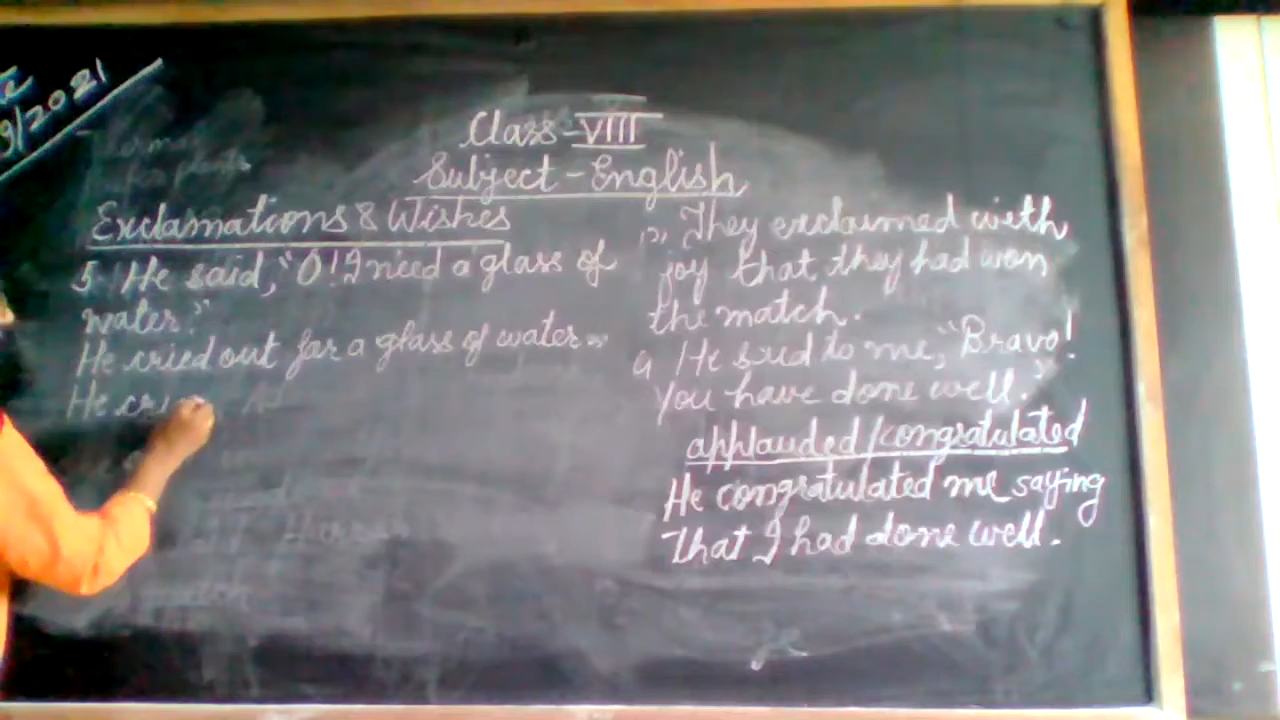 9/2021
Class-VIII
Subject-English
Exclamations & Wishes
5 He said, "O! I need a glass of
water."
He cried out for a glass of water
He cri
They exclaimed with
joy that they had won
the match.
9 He said to me, "Bravo!
You have done well."
applauded/congratulated
He congratulated me saying
That I had done well.